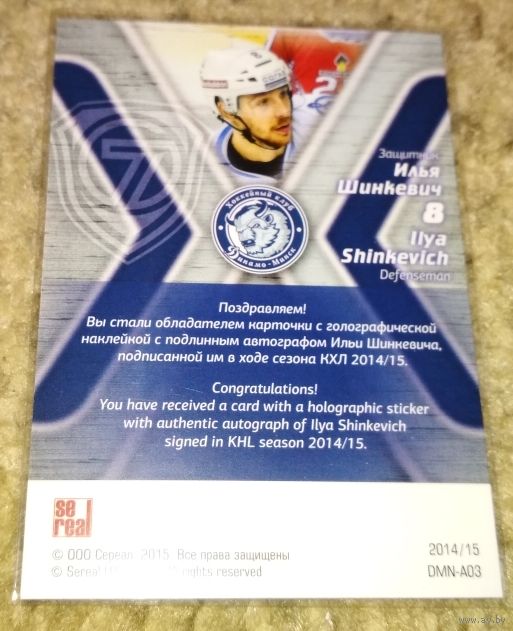 Защитник
Илья
Шинкевич
8
Ilya
Shinkevich
Defenseman
Хоккейный клуб
Динамо-Минск
Поздравляем!
Вы стали обладателем карточки с голографической
наклейкой с подлинным автографом Ильи Шинкевича,
подписанной им в ходе сезона КХЛ 2014/15.
Congratulations!
You have received a card with a holographic sticker
with authentic autograph of Ilya Shinkevich
signed in KHL season 2014/15.
se
real
© ООО Сереал, 2015. Все права защищены
© Sereal rights reserved
2014/15
DMN-A03
www.ay.by